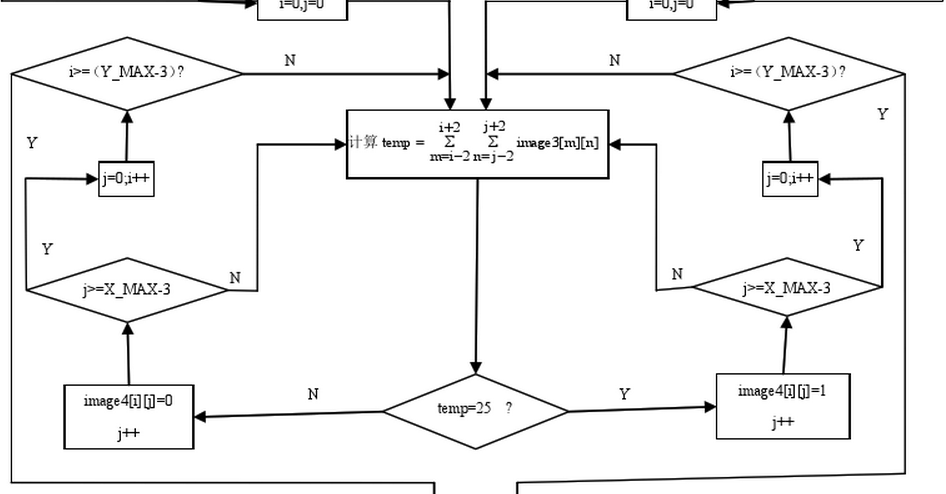 i=0,j=0
i=0,j=0
i>=（Y_MAX-3）?
N
N
i>=（Y_MAX-3）?
Y
Y
计算 temp = i+2 Σ m=i−2 j+2 Σ n=j−2 image3[m][n]
j=0;i++
j=0;i++
Y
Y
j>=X_MAX-3
N
N
j>=X_MAX-3
image4[i][j]=0
j++
N
temp=25 ?
Y
image4[i][j]=1
j++